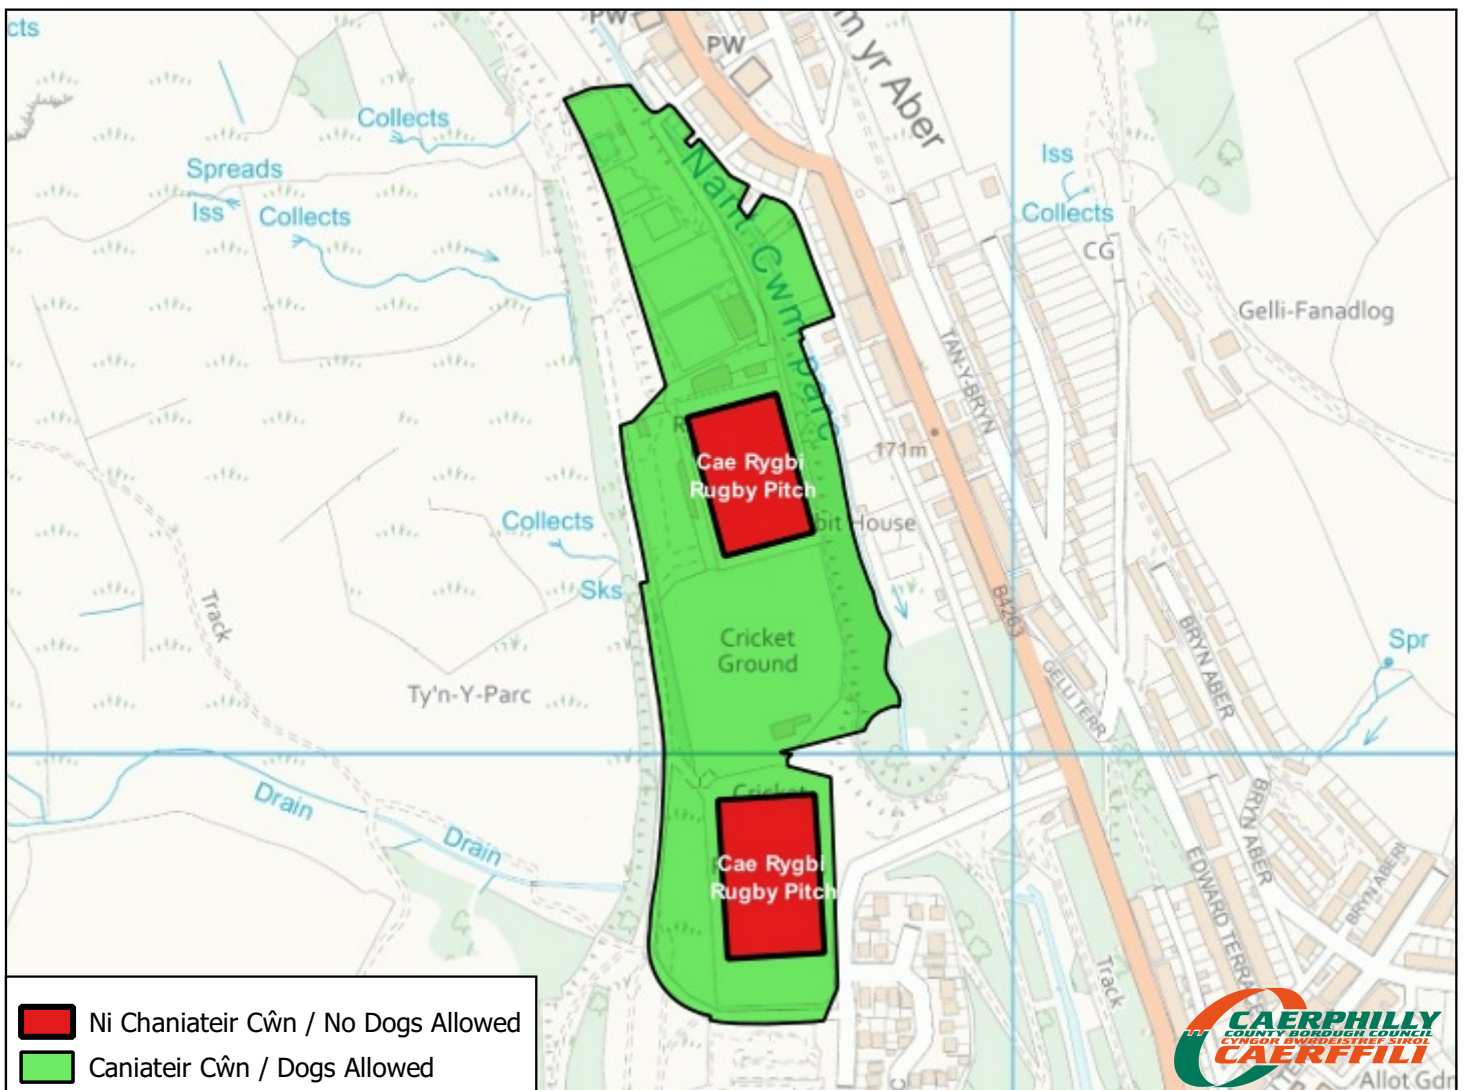 cts
PW
PW
m yr Aber
Collects
Spreads
Iss
Collects
Iss
Collects
CG
Nant Cwm-parc
Gelli-Fanadlog
TAN-Y-BRYN
171m
Cae Rygbi
Rugby Pitch
bit House
Collects
Sks
Track
Cricket
Ground
B4263
GELLI TERR
BRYN ABER
Spr
Ty'n-Y-Parc
Drain
Drain
Cricket
Cae Rygbi
Rugby Pitch
BRYN ABER
BRYN ABER
EDWARD TERRA
Track
Ni Chaniateir Cŵn / No Dogs Allowed
Caniateir Cŵn / Dogs Allowed
CAERPHILLY
COUNTY BOROUGH COUNCIL
CYNGOR BWRDEISTREF SIROL
CAERFFILI
Allot Gdn